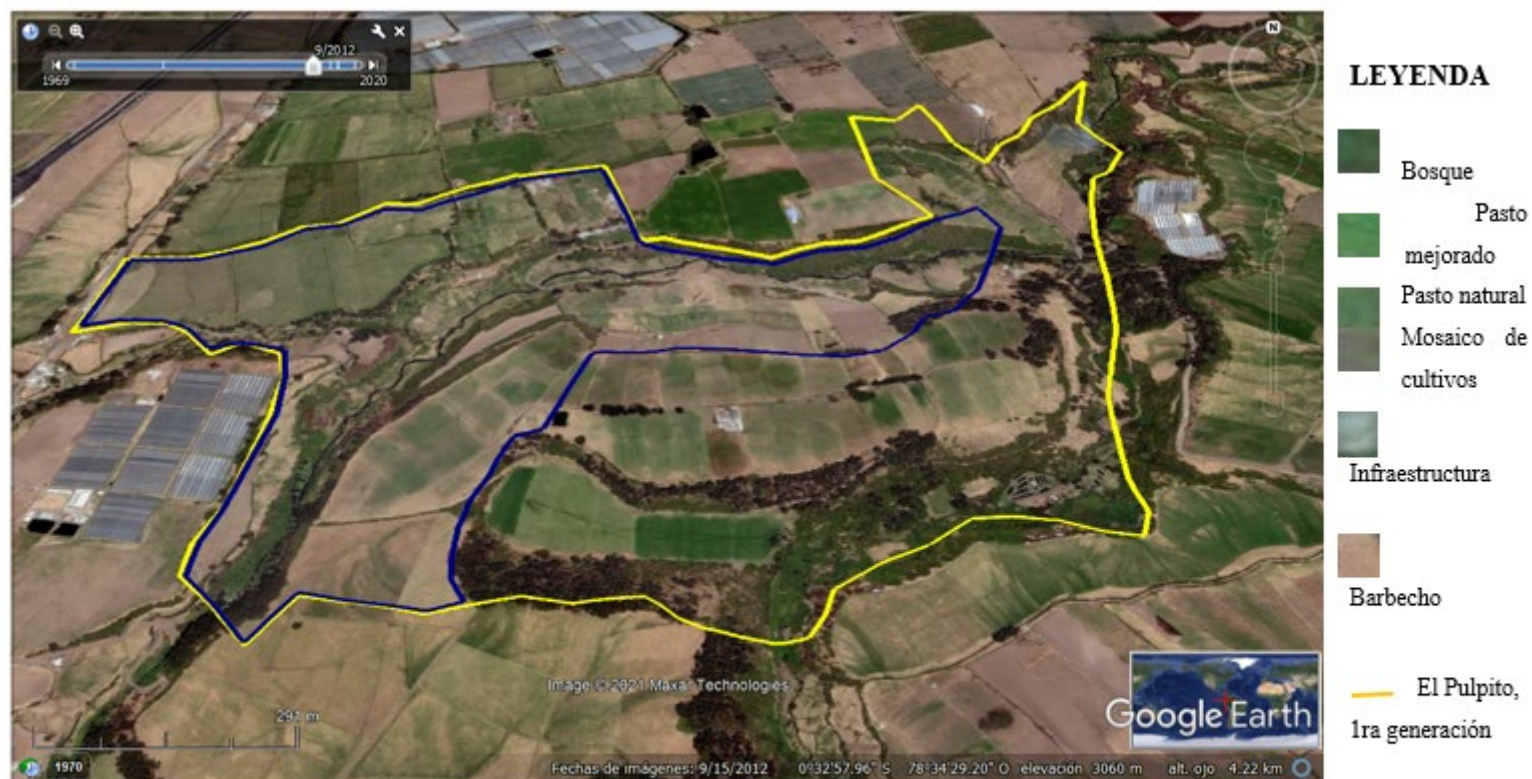 9/2012
1969 2020
N
Image © 2021 Maxar Technologies
291 m
Google Earth
1970
Fechas de imágenes: 9/15/2012 0°32'57.96" S 78°34'29.20" O elevación 3060 m alt. ojo 4.22 km
LEYENDA
Bosque
Pasto
mejorado
Pasto natural
Mosaico de
cultivos
Infraestructura
Barbecho
El Pulpito,
1ra generación